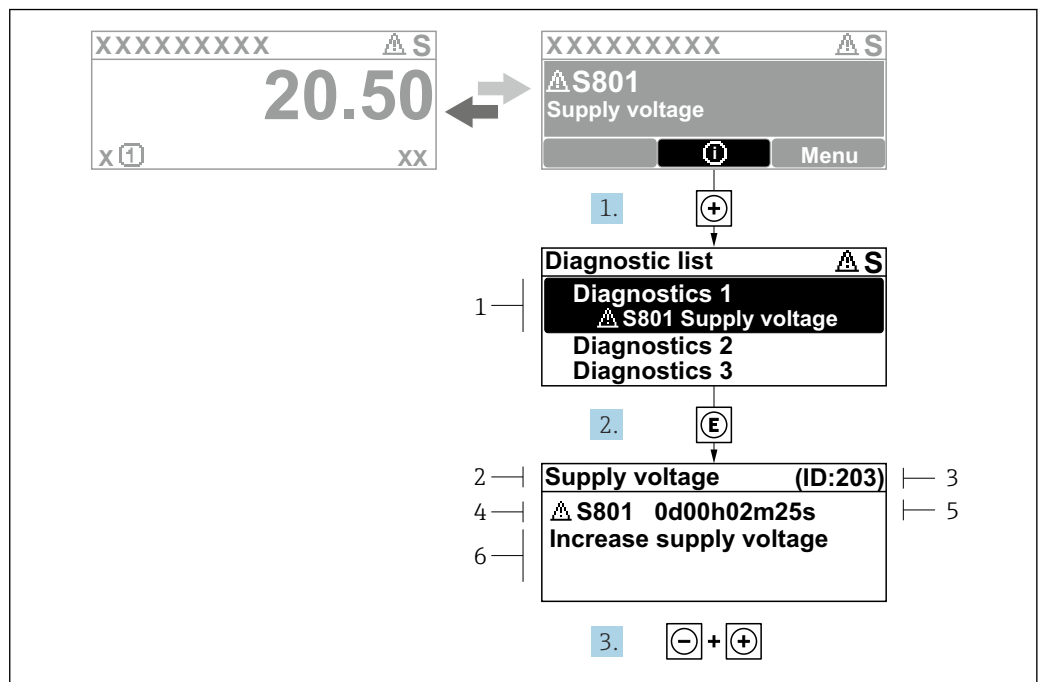 XXXXXXXXX ⚠ S
20.50
x ① XX
XXXXXXXXX ⚠ S
⚠ S801
Supply voltage
ⓘ Menu
1. +
Diagnostic list ⚠ S
1
Diagnostics 1
⚠ S801 Supply voltage
Diagnostics 2
Diagnostics 3
2. E
2 Supply voltage (ID:203) 3
4 ⚠ S801 0d00h02m25s 5
6 Increase supply voltage
3. - + +